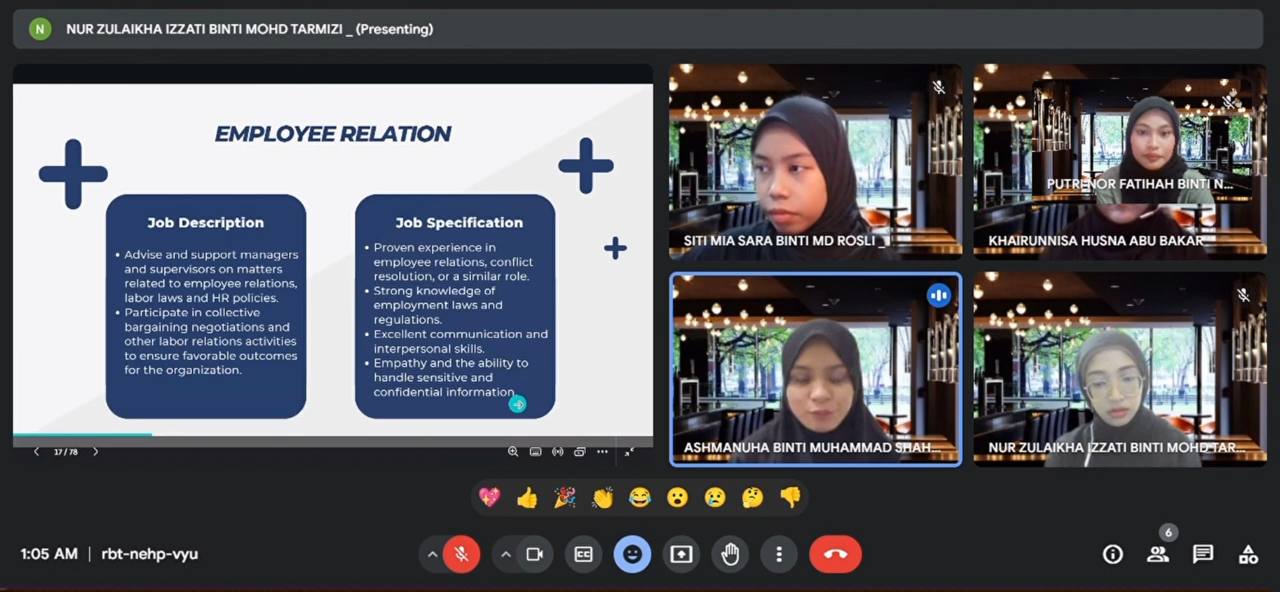 N
NUR ZULAIKHA IZZATI BINTI MOHD TARMIZI _ (Presenting)
EMPLOYEE RELATION
Job Description
• Advise and support managers
and supervisors on matters
related to employee relations,
labor laws and HR policies.
• Participate in collective
bargaining negotiations and
other labor relations activities
to ensure favorable outcomes
for the organization.
Job Specification
• Proven experience in
employee relations, conflict
resolution, or a similar role.
• Strong knowledge of
employment laws and
regulations.
• Excellent communication and
interpersonal skills.
• Empathy and the ability to
handle sensitive and
confidential information.
17 / 78
SITI MIA SARA BINTI MD ROSLI _
PUTRI NOR FATIHAH BINTI N...
KHAIRUNNISA HUSNA ABU BAKAR_
ASHMANUHA BINTI MUHAMMAD SHAH...
NUR ZULAIKHA IZZATI BINTI MOHD TAR...
1:05 AM | rbt-nehp-vyu
CC
6